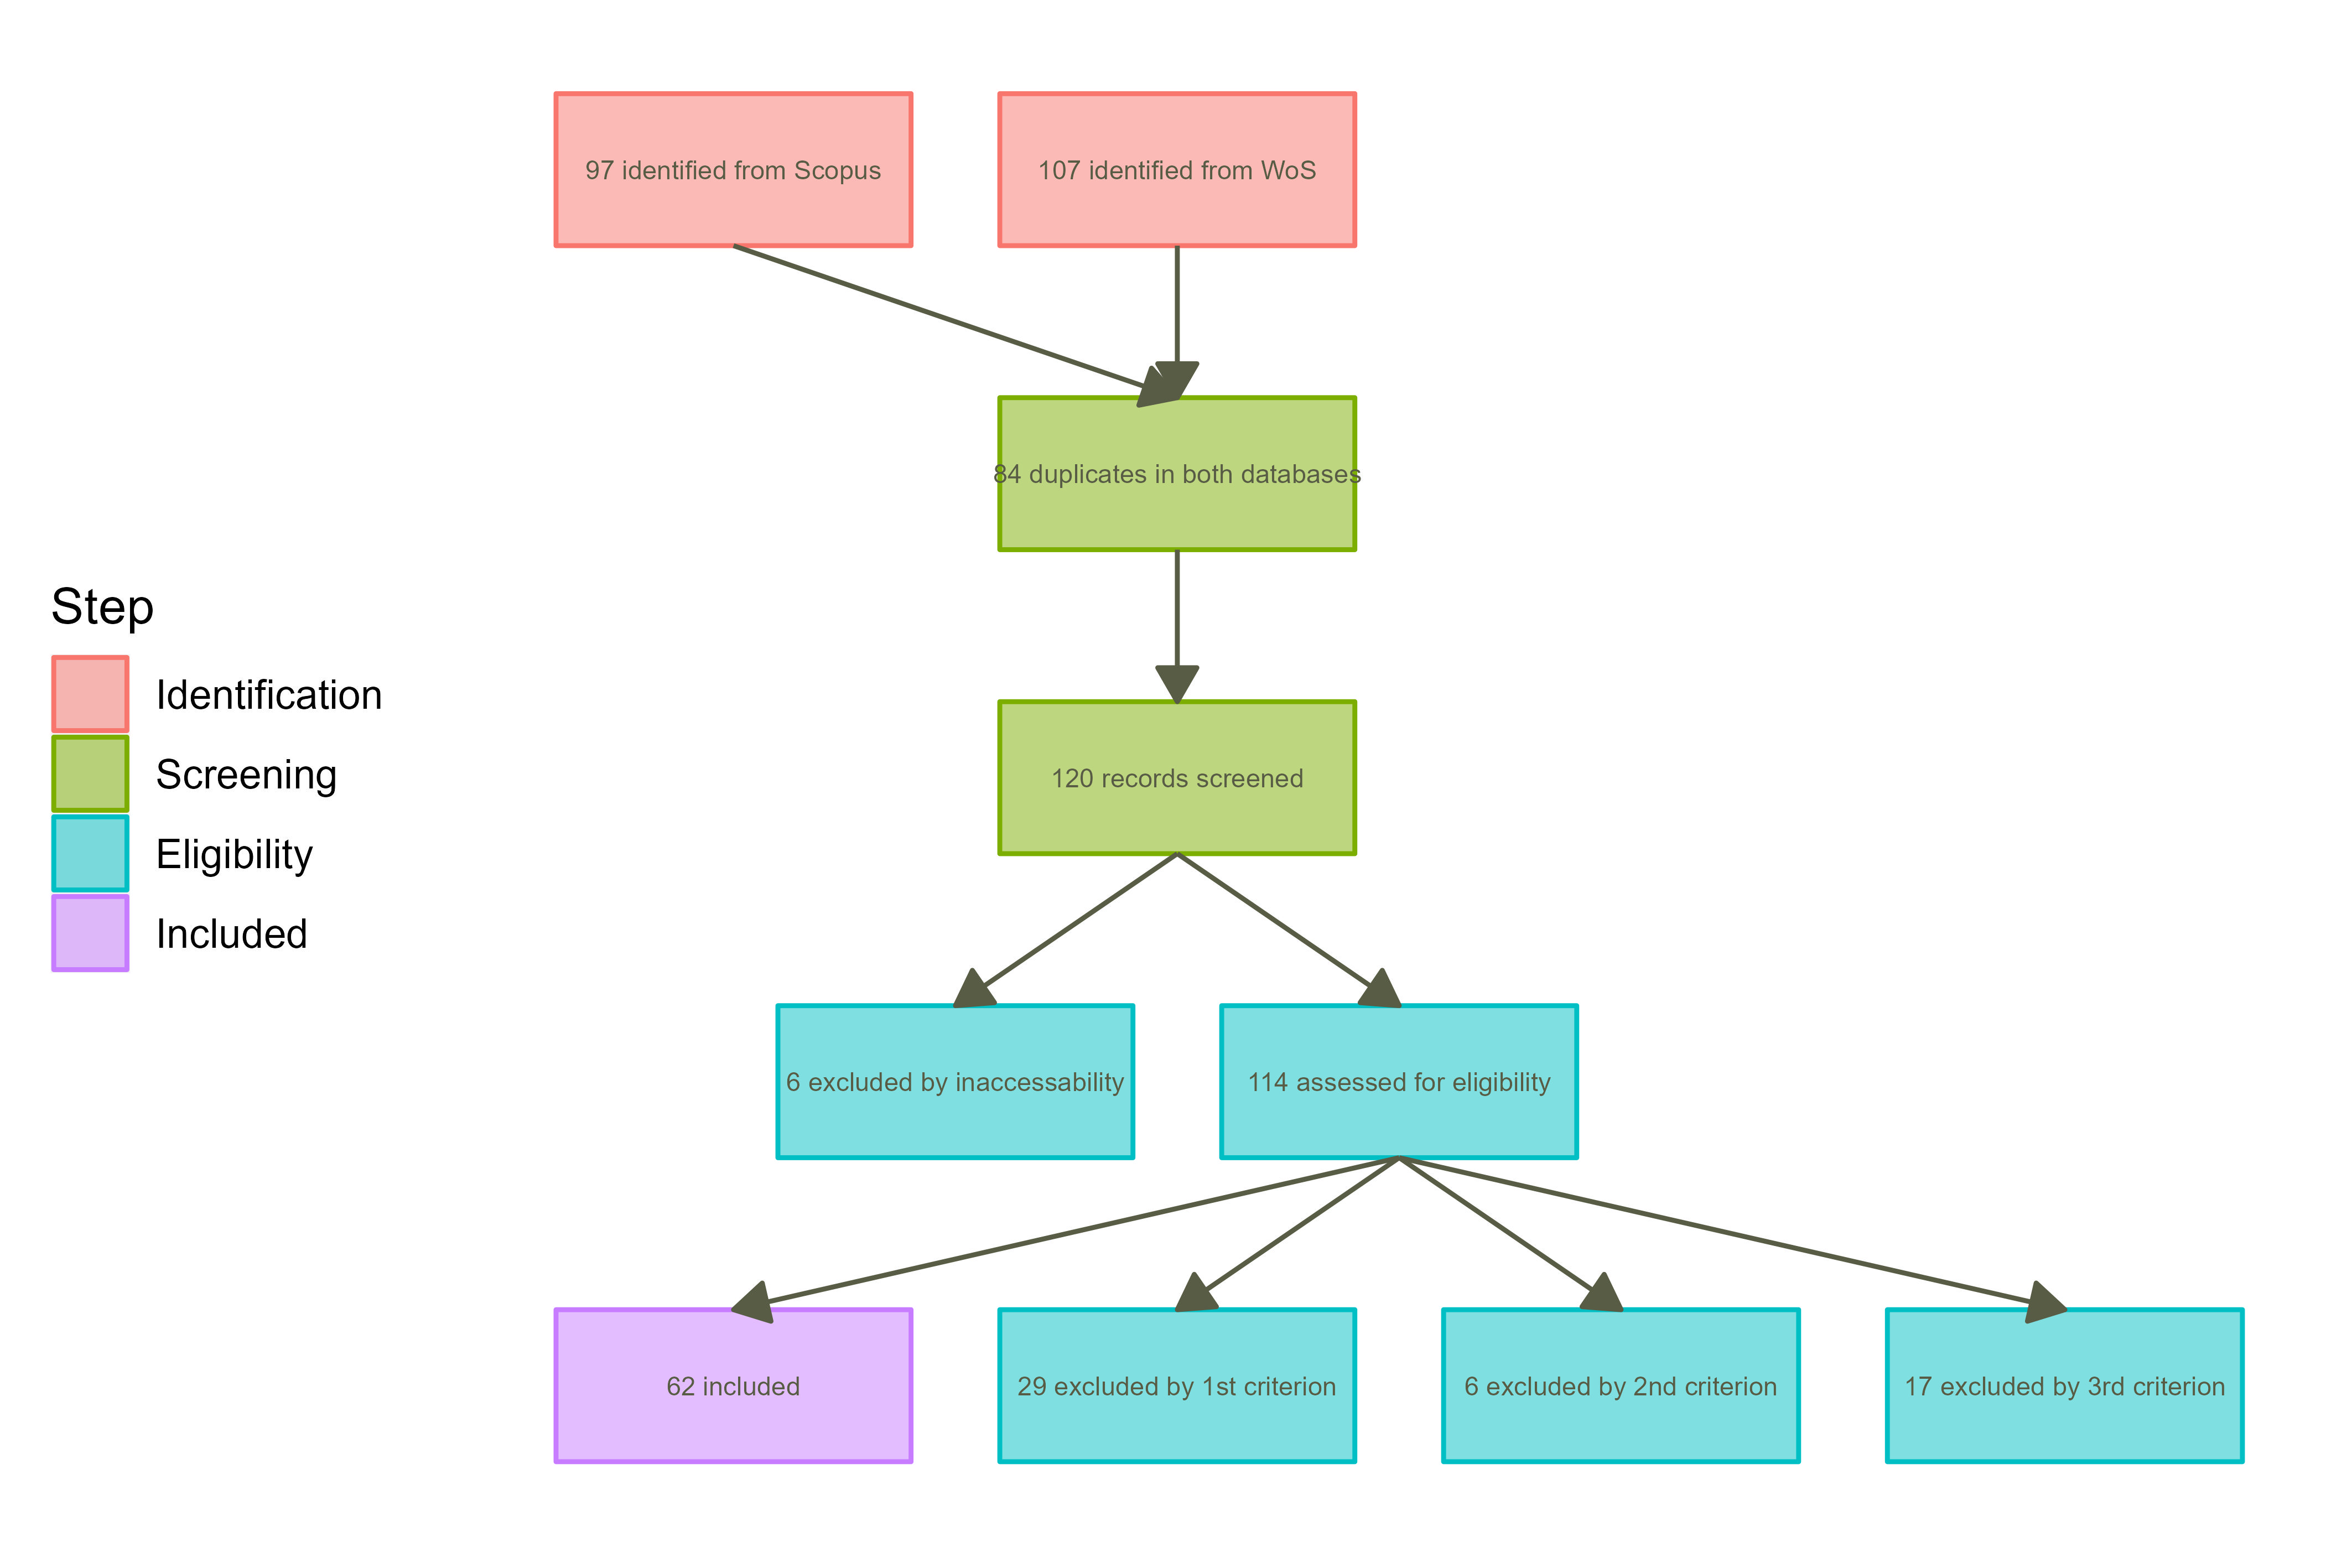 97 identified from Scopus
107 identified from WoS
84 duplicates in both databases
Step
Identification
Screening
Eligibility
Included
120 records screened
6 excluded by inaccessability
114 assessed for eligibility
62 included
29 excluded by 1st criterion
6 excluded by 2nd criterion
17 excluded by 3rd criterion